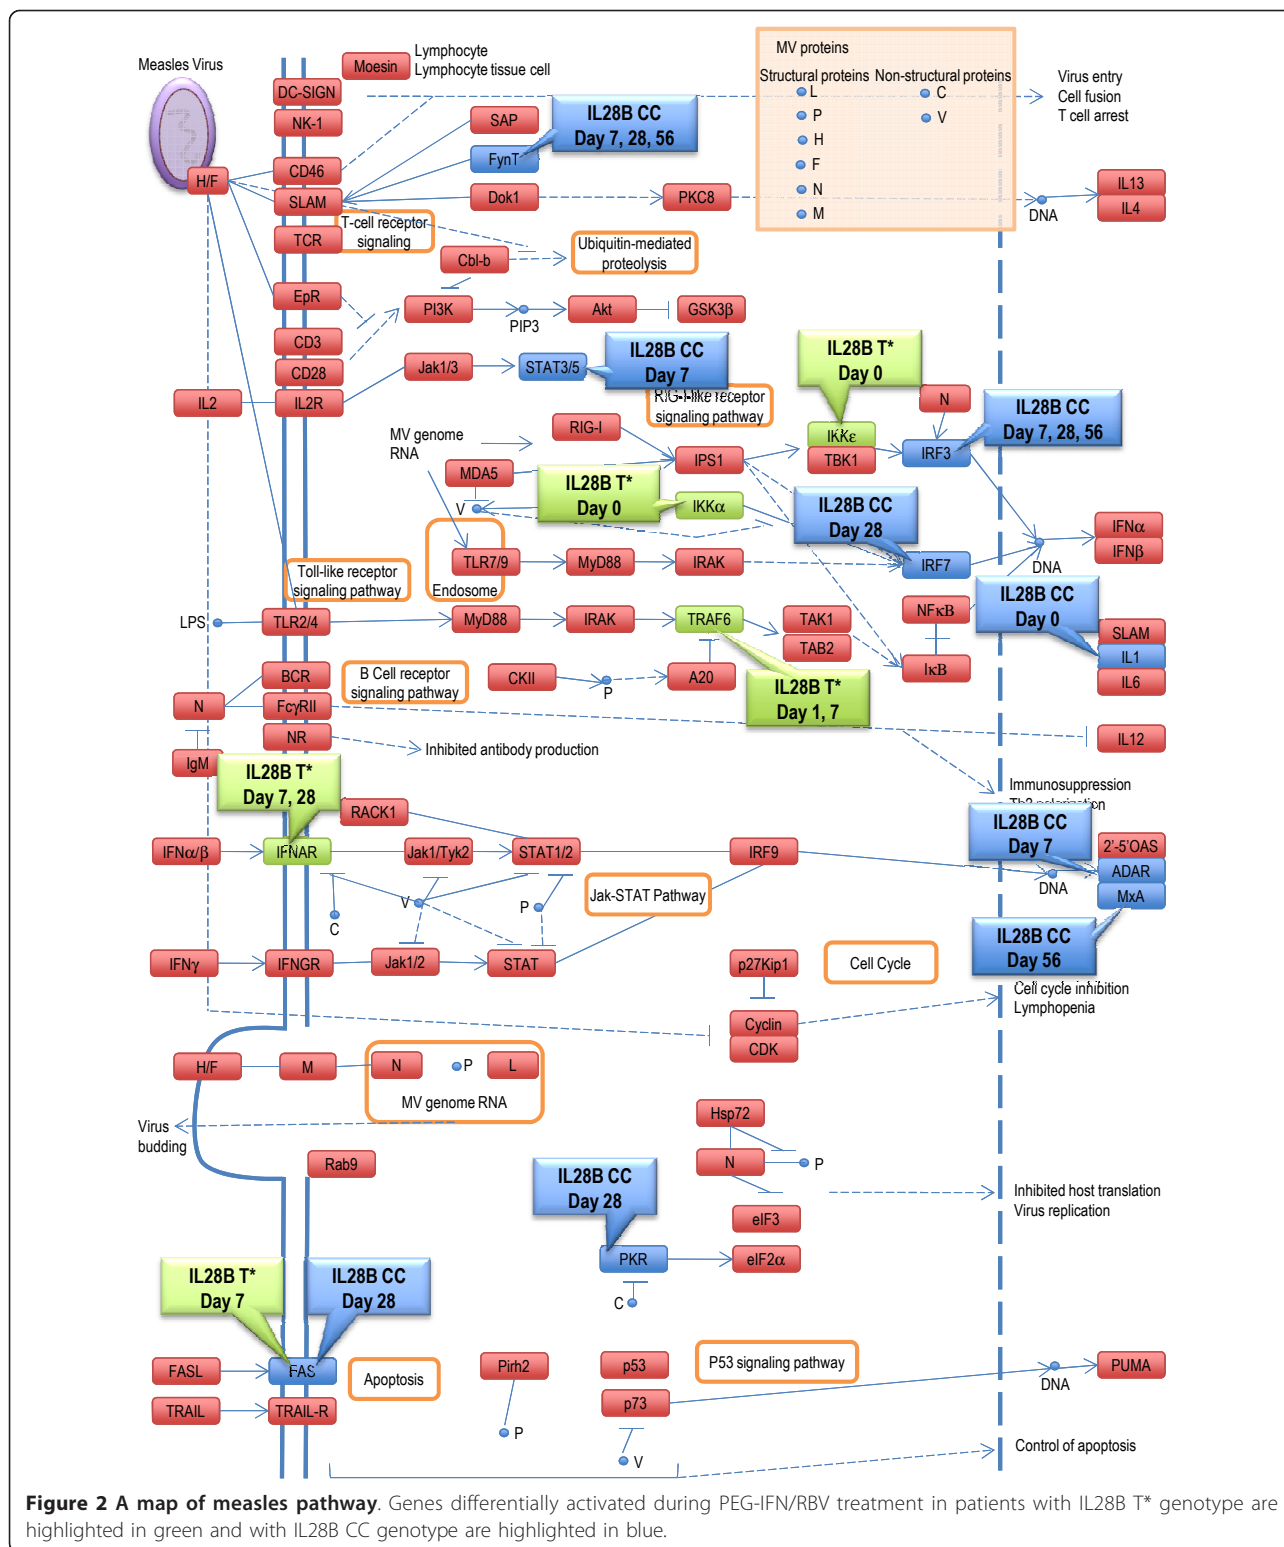 Measles Virus
Moesin
Lymphocyte
Lymphocyte tissue cell
DC-SIGN
NK-1
CD46
H/F
SLAM
TCR
T-cell receptor
signaling
EpR
CD3
CD28
IL2
IL2R
SAP
FynT
Dok1
IL28B CC
Day 7, 28, 56
PKC8
MV proteins
Structural proteins
Non-structural proteins
L
P
H
F
N
M
C
V
Virus entry
Cell fusion
T cell arrest
DNA
IL13
IL4
Cbl-b
Ubiquitin-mediated
proteolysis
PI3K
PIP3
Akt
GSK3β
Jak1/3
STAT3/5
IL28B CC
Day 7
RIG-I-like receptor
signaling pathway
IL28B T*
Day 0
N
IL28B CC
Day 7, 28, 56
MV genome
RNA
RIG-I
MDA5
V
IPS1
IKKε
TBK1
IRF3
IL28B T*
Day 0
IKKα
IL28B CC
Day 28
IFNα
IFNβ
DNA
Endosome
TLR7/9
MyD88
IRAK
IRF7
Toll-like receptor
signaling pathway
LPS
TLR2/4
MyD88
IRAK
TRAF6
TAK1
TAB2
NFκB
IκB
IL28B CC
Day 0
SLAM
IL1
IL6
BCR
B Cell receptor
signaling pathway
CKII
P
A20
IL28B T*
Day 1, 7
N
FcγRII
NR
Inhibited antibody production
IL12
IgM
IL28B T*
Day 7, 28
Immunosuppression
Th2 polarization
RACK1
IFNα/β
IFNAR
Jak1/Tyk2
STAT1/2
IRF9
IL28B CC
Day 7
DNA
2'-5'OAS
ADAR
MxA
C
V
P
Jak-STAT Pathway
IFNγ
IFNGR
Jak1/2
STAT
p27Kip1
Cell Cycle
IL28B CC
Day 56
Cell cycle inhibition
Lymphopenia
Cyclin
CDK
H/F
M
N
P
L
MV genome RNA
Virus
budding
Hsp72
N
P
Rab9
IL28B CC
Day 28
Inhibited host translation
Virus replication
eIF3
PKR
eIF2α
C
IL28B T*
Day 7
IL28B CC
Day 28
FASL
FAS
Apoptosis
Pirh2
P
p53
p73
V
P53 signaling pathway
DNA
PUMA
TRAIL
TRAIL-R
Control of apoptosis
Figure 2 A map of measles pathway. Genes differentially activated during PEG-IFN/RBV treatment in patients with IL28B T* genotype are
highlighted in green and with IL28B CC genotype are highlighted in blue.